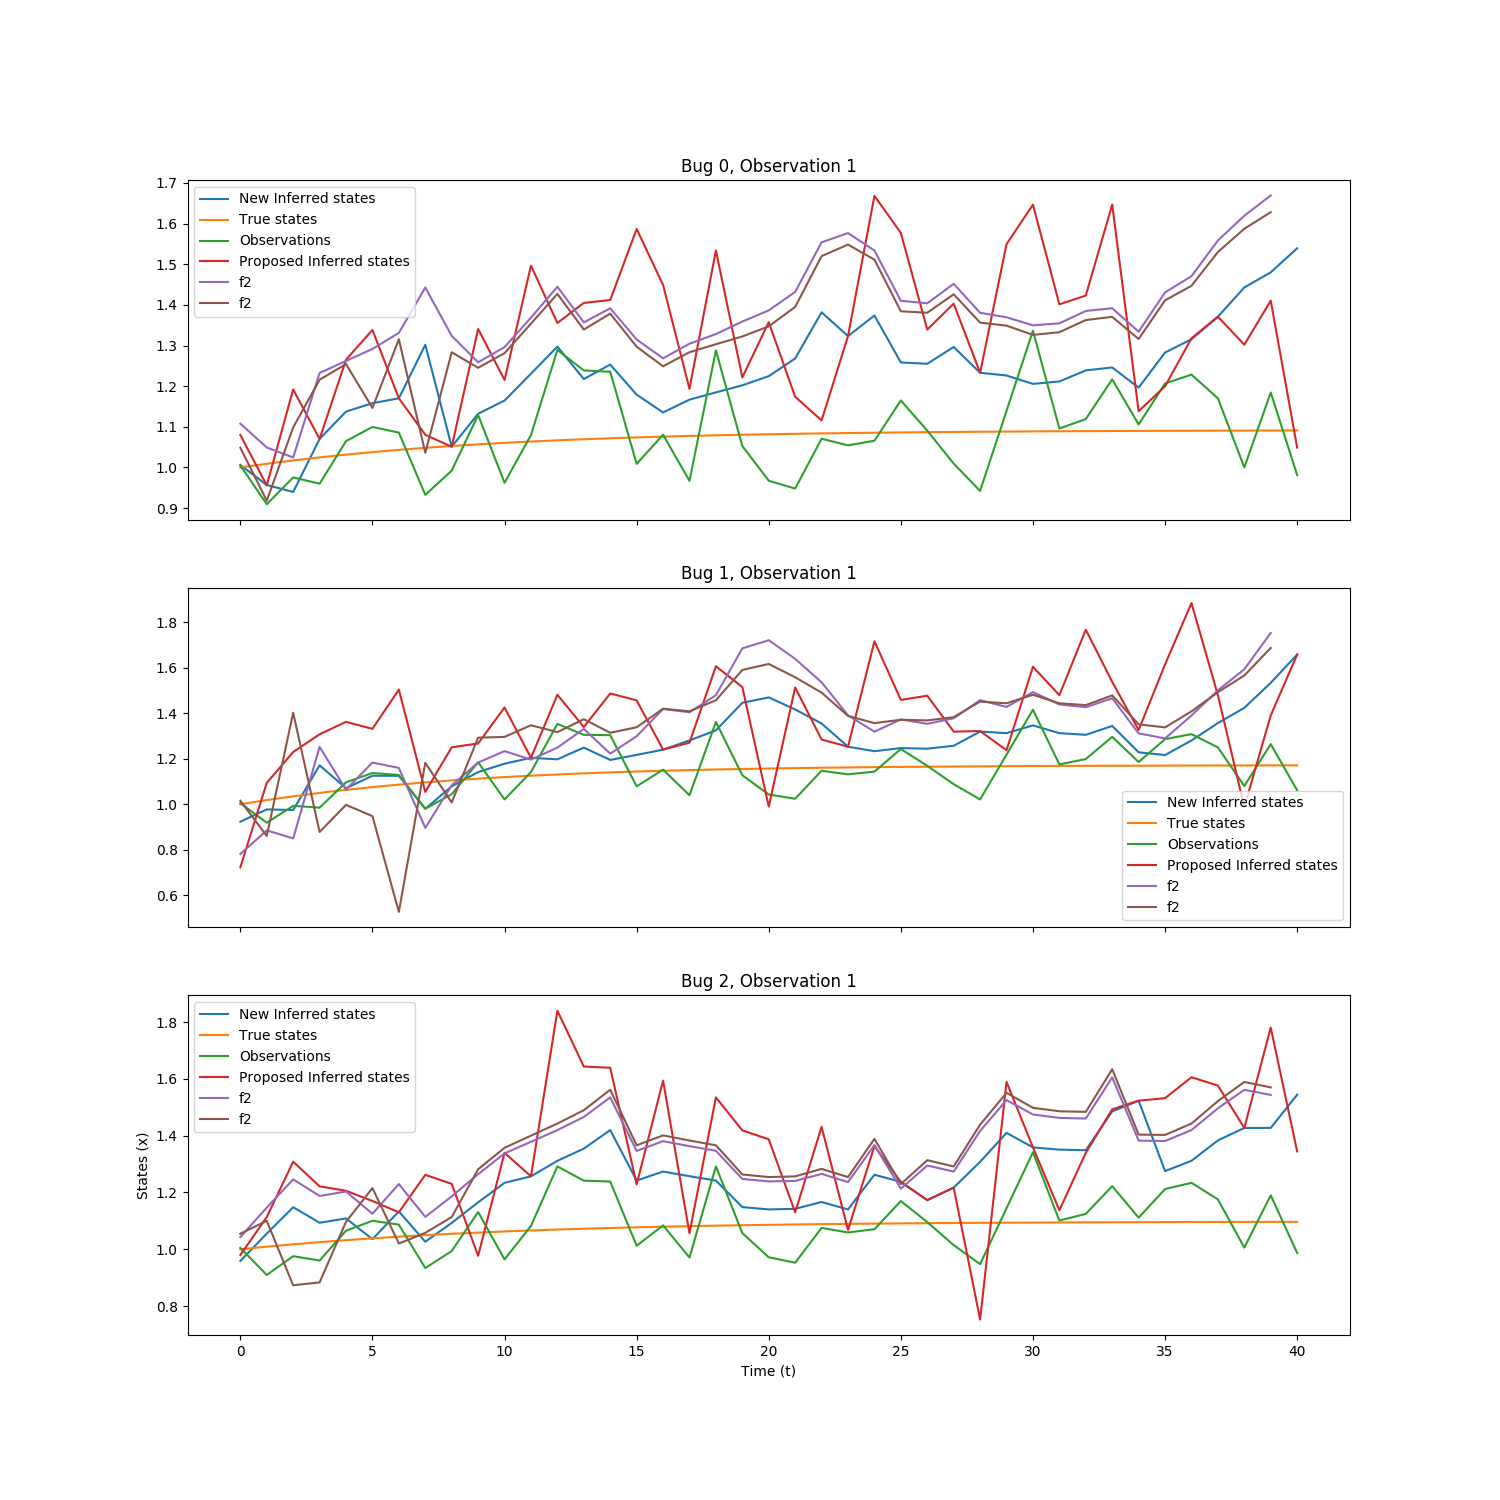 Bug 0, Observation 1
1.7
1.6
1.5
1.4
1.3
1.2
1.1
1.0
0.9
New Inferred states
True states
Observations
Proposed Inferred states
f2
f2
Bug 1, Observation 1
1.8
1.6
1.4
1.2
1.0
0.8
0.6
New Inferred states
True states
Observations
Proposed Inferred states
f2
f2
Bug 2, Observation 1
States (x)
1.8
1.6
1.4
1.2
1.0
0.8
New Inferred states
True states
Observations
Proposed Inferred states
f2
f2
0 5 10 15 20 25 30 35 40
Time (t)